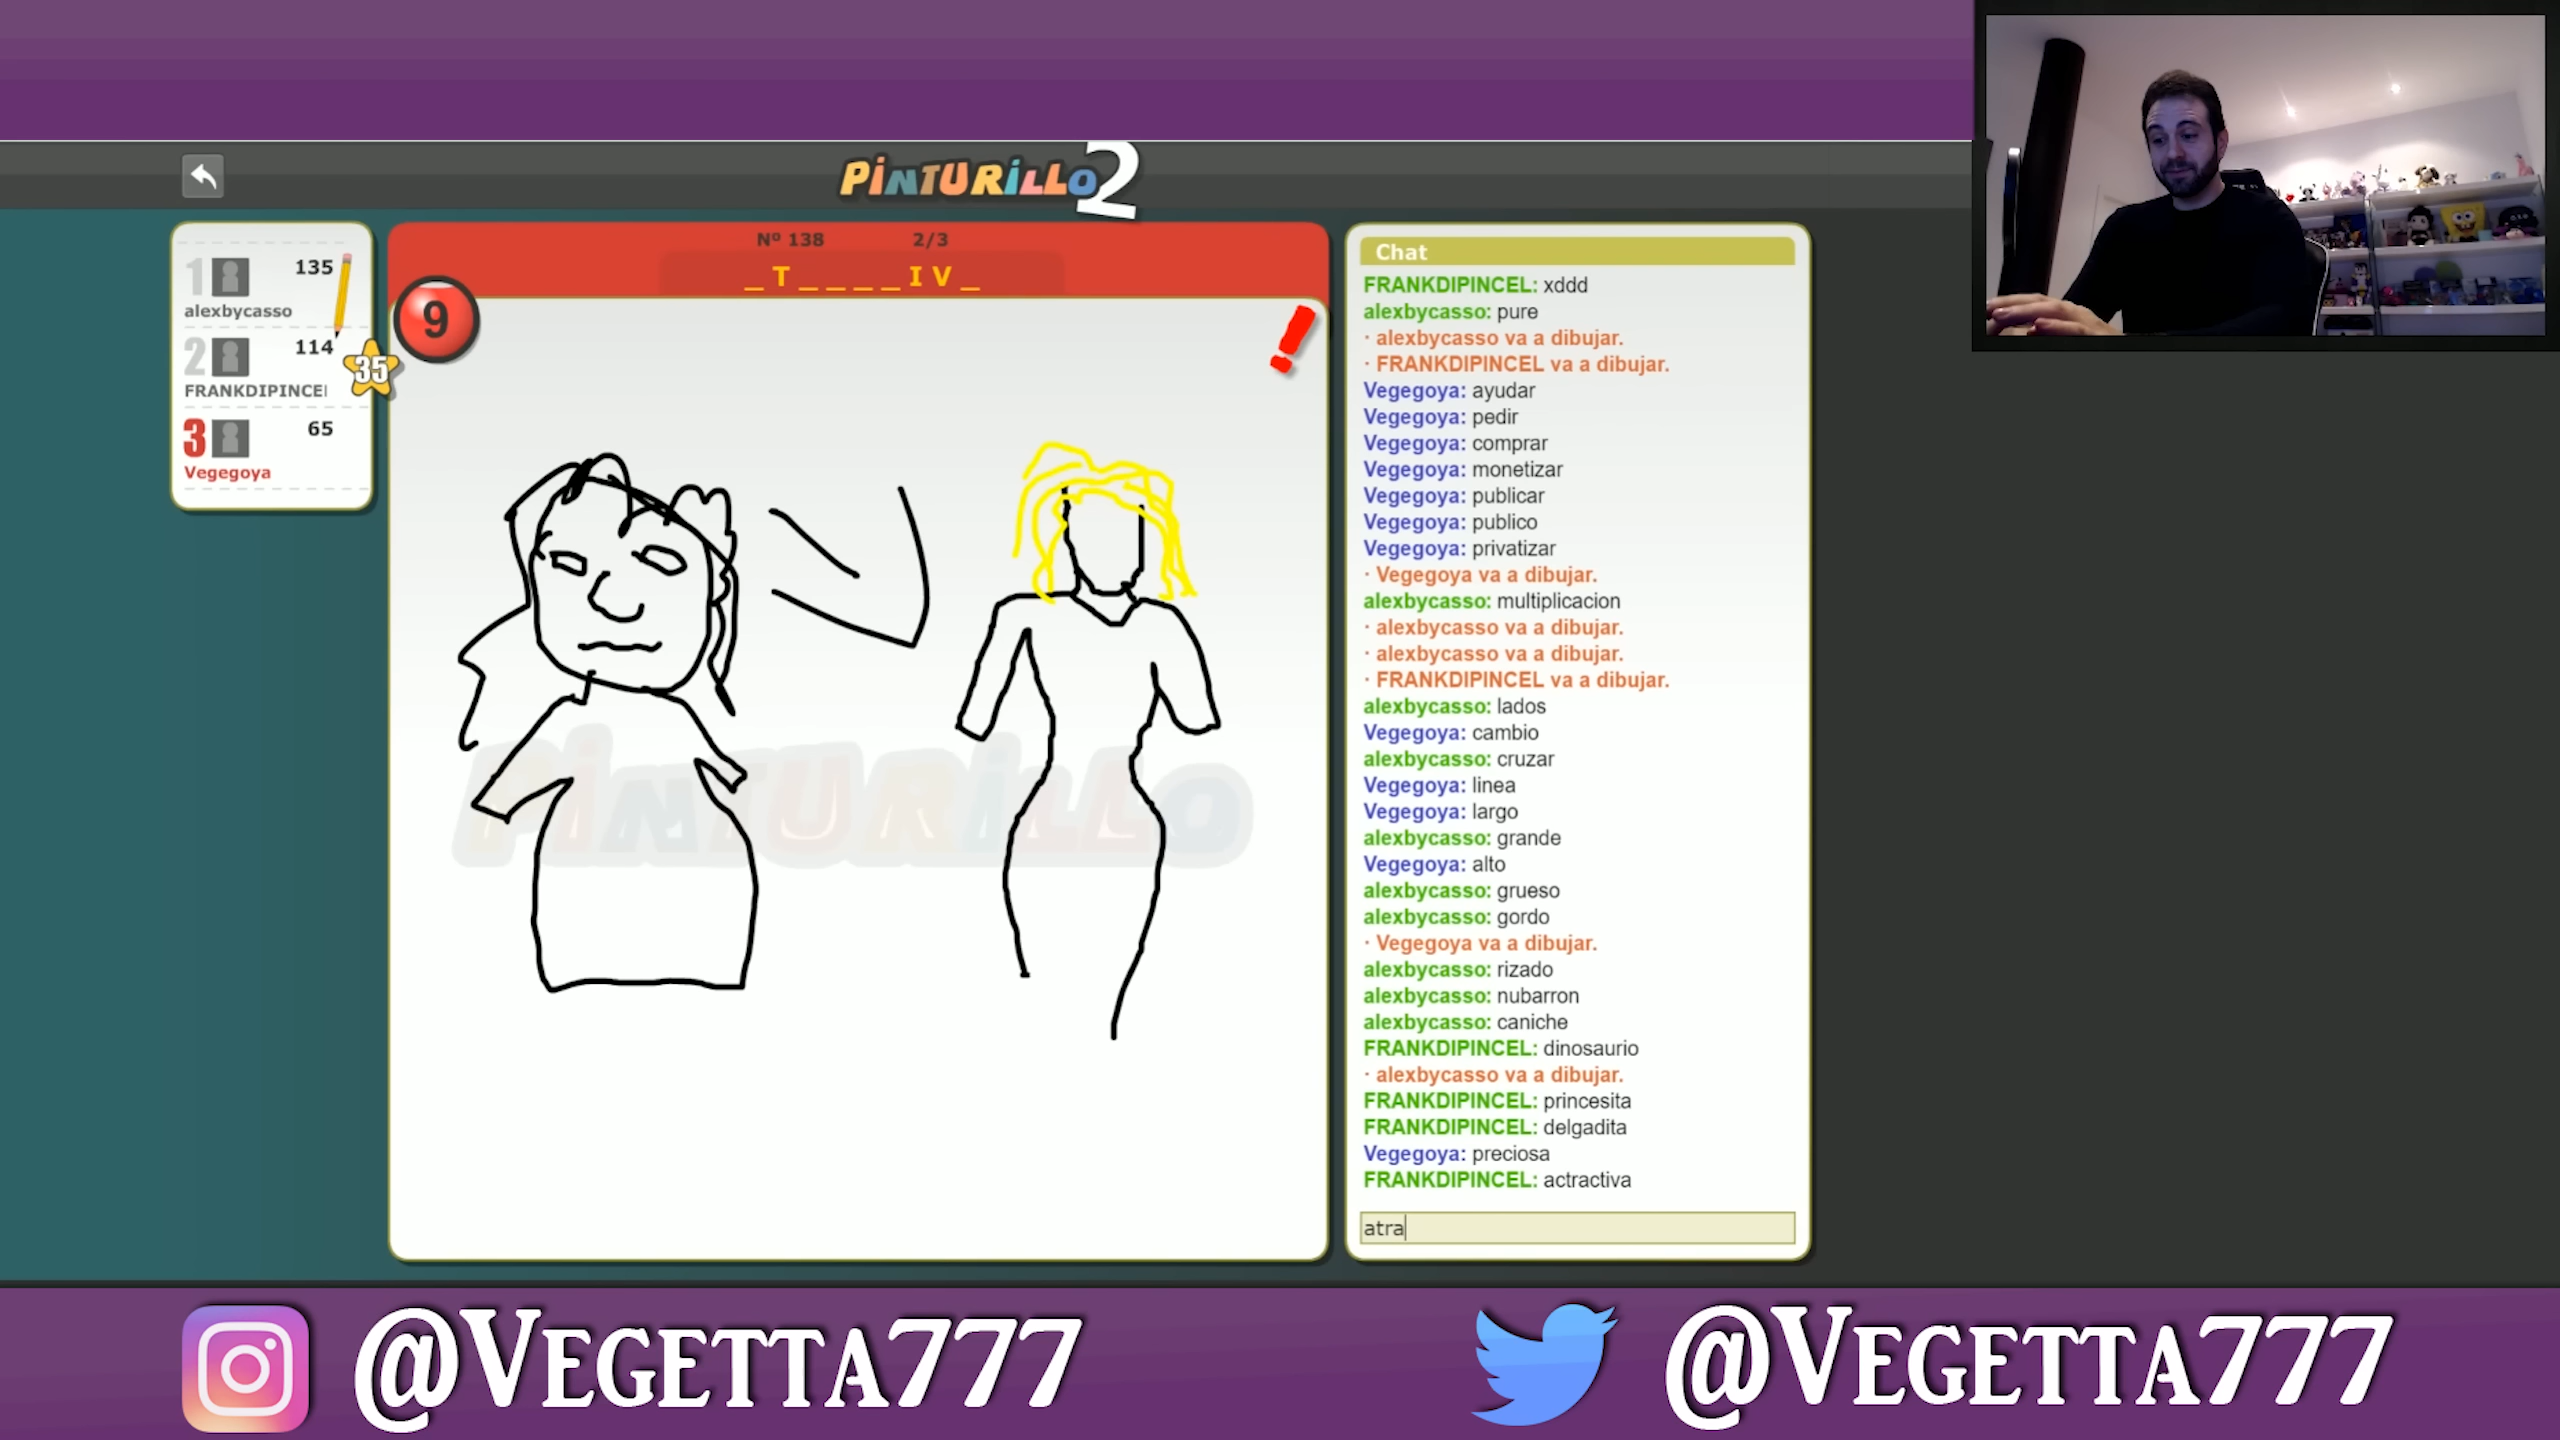 PiNTURiLLO 2
Nº 138 2/3
_ T _ _ _ _ I V _
9
1 135
alexbycasso
2 114
35
FRANKDIPINCEI
3 65
Vegegoya
PiNTURiLLO
Chat
FRANKDIPINCEL: xddd
alexbycasso: pure
· alexbycasso va a dibujar.
· FRANKDIPINCEL va a dibujar.
Vegegoya: ayudar
Vegegoya: pedir
Vegegoya: comprar
Vegegoya: monetizar
Vegegoya: publicar
Vegegoya: publico
Vegegoya: privatizar
· Vegegoya va a dibujar.
alexbycasso: multiplicacion
· alexbycasso va a dibujar.
· alexbycasso va a dibujar.
· FRANKDIPINCEL va a dibujar.
alexbycasso: lados
Vegegoya: cambio
alexbycasso: cruzar
Vegegoya: linea
Vegegoya: largo
alexbycasso: grande
Vegegoya: alto
alexbycasso: grueso
alexbycasso: gordo
· Vegegoya va a dibujar.
alexbycasso: rizado
alexbycasso: nubarron
alexbycasso: caniche
FRANKDIPINCEL: dinosaurio
· alexbycasso va a dibujar.
FRANKDIPINCEL: princesita
FRANKDIPINCEL: delgadita
Vegegoya: preciosa
FRANKDIPINCEL: actractiva
atra
@VEGETTA777
@VEGETTA777